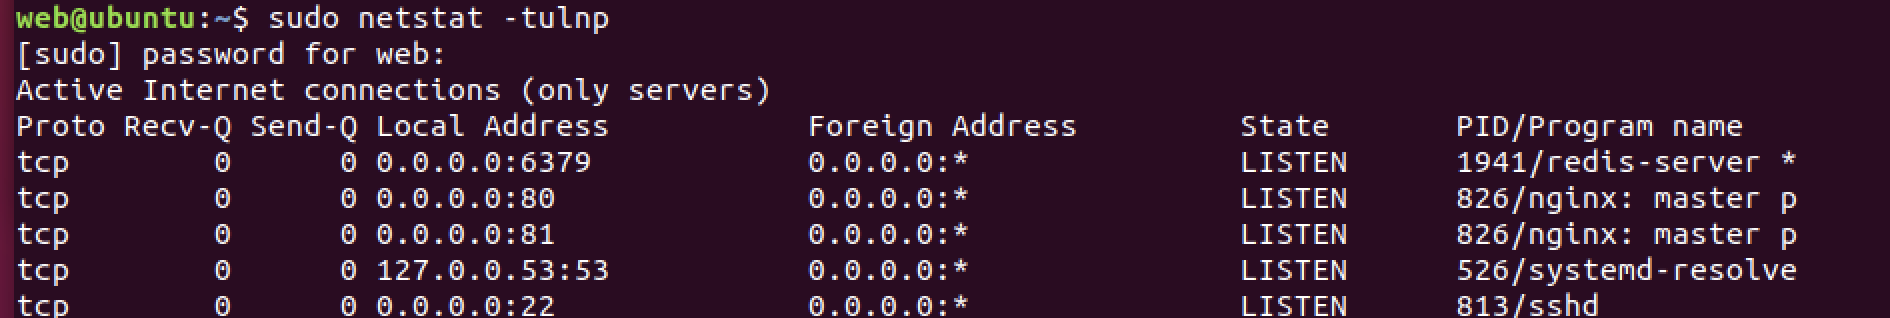 web@ubuntu:~$ sudo netstat -tulnp
[sudo] password for web:
Active Internet connections (only servers)
Proto Recv-Q Send-Q Local Address           Foreign Address         State       PID/Program name
tcp        0      0 0.0.0.0:6379            0.0.0.0:*               LISTEN      1941/redis-server *
tcp        0      0 0.0.0.0:80              0.0.0.0:*               LISTEN      826/nginx: master p
tcp        0      0 0.0.0.0:81              0.0.0.0:*               LISTEN      826/nginx: master p
tcp        0      0 127.0.0.53:53           0.0.0.0:*               LISTEN      526/systemd-resolve
tcp        0      0 0.0.0.0:22              0.0.0.0:*               LISTEN      813/sshd